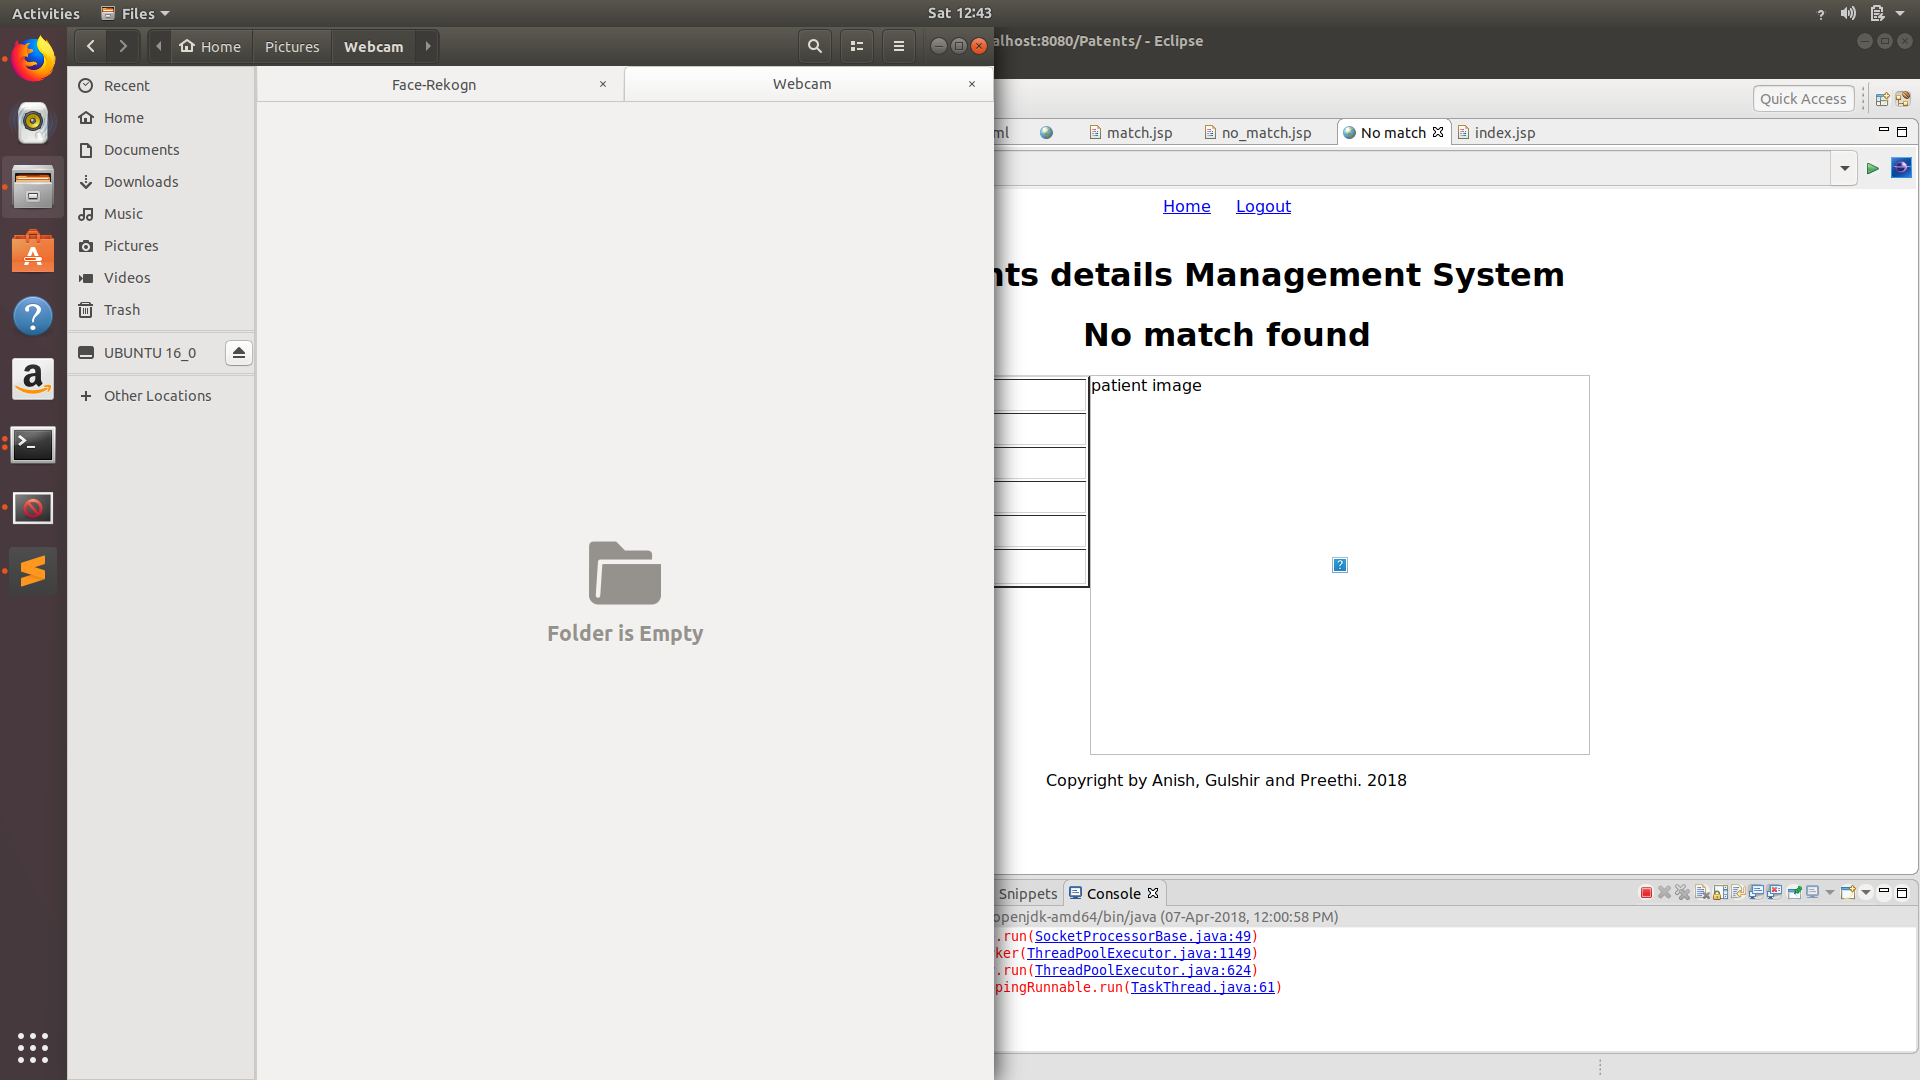 Activities Files Sat 12:43
Home Pictures Webcam
alhost:8080/Patents/ - Eclipse
Face-Rekogn × Webcam ×
Recent
Home
Documents
Downloads
Music
Pictures
Videos
Trash
UBUNTU 16_0
Other Locations
Folder is Empty
Quick Access
ml match.jsp no_match.jsp No match index.jsp
Home Logout
nts details Management System
No match found
patient image
Copyright by Anish, Gulshir and Preethi. 2018
Snippets Console
openjdk-amd64/bin/java (07-Apr-2018, 12:00:58 PM)
.run(SocketProcessorBase.java:49)
ker(ThreadPoolExecutor.java:1149)
.run(ThreadPoolExecutor.java:624)
pingRunnable.run(TaskThread.java:61)